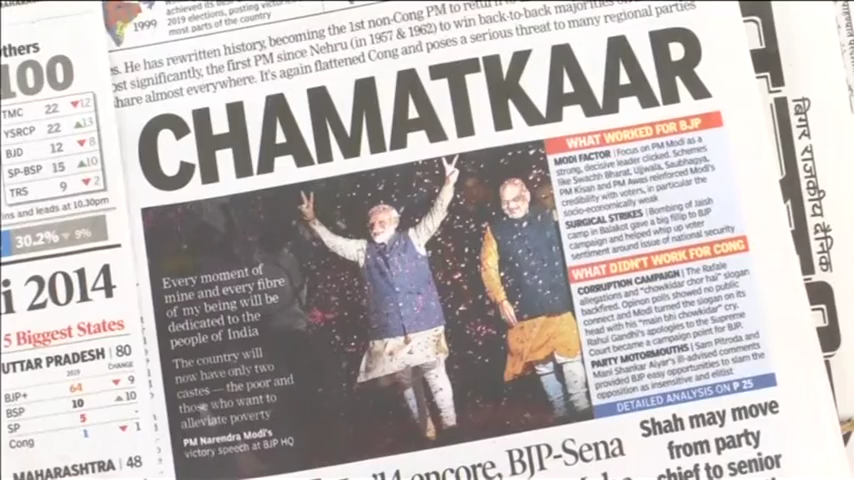 achieved its
2019 elections, posting
most parts of the country
1999
s. He has rewritten history, becoming the 1st non-Cong PM to return
ost significantly, the first PM since Nehru (in 1957 & 1962) to win back-to-back majorities
hare almost everywhere. It's again flattened Cong and poses a serious threat to many regional parties
CHAMATKAAR
thers
100
TMC 22 ▼12
YSRCP 22 ▲13
BJD 12 ▼8
SP-BSP 15 ▲10
TRS 9 ▼2
ins and leads at 10.30pm
30.2% ▼ 9%
i 2014
5 Biggest States
UTTAR PRADESH | 80
2019 CHANGE
BJP+ 64 ▼ 9
BSP 10 ▲ 10
SP 5 -
Cong 1 ▼ 1
MAHARASHTRA | 48
Every moment of
mine and every fibre
of my being will be
dedicated to the
people of India
The country will
now have only two
castes — the poor and
those who want to
alleviate poverty
PM Narendra Modi's
victory speech at BJP HQ
WHAT WORKED FOR BJP
MODI FACTOR | Focus on PM Modi as a
strong, decisive leader clicked. Schemes
like Swachh Bharat, Ujjwala, Saubhagya,
PM Kisan and PM Awas reinforced Modi's
credibility with voters, in particular the
socio-economically weak
SURGICAL STRIKES | Bombing of Jaish
camp in Balakot gave a big fillip to BJP
campaign and helped whip up voter
sentiment around issue of national security
WHAT DIDN'T WORK FOR CONG
CORRUPTION CAMPAIGN | The Rafale
allegations and "chowkidar chor hai" slogan
backfired. Opinion polls showed no public
connect and Modi turned the slogan on its
head with his "main bhi chowkidar" cry.
Rahul Gandhi's apologies to the Supreme
Court became a campaign point for BJP.
PARTY MOTORMOUTHS | Sam Pitroda and
Mani Shankar Aiyar's ill-advised comments
provided BJP easy opportunities to slam the
opposition as insensitive and elitist
DETAILED ANALYSIS ON P 25
encore, BJP-Sena
Shah may move
from party
chief to senior